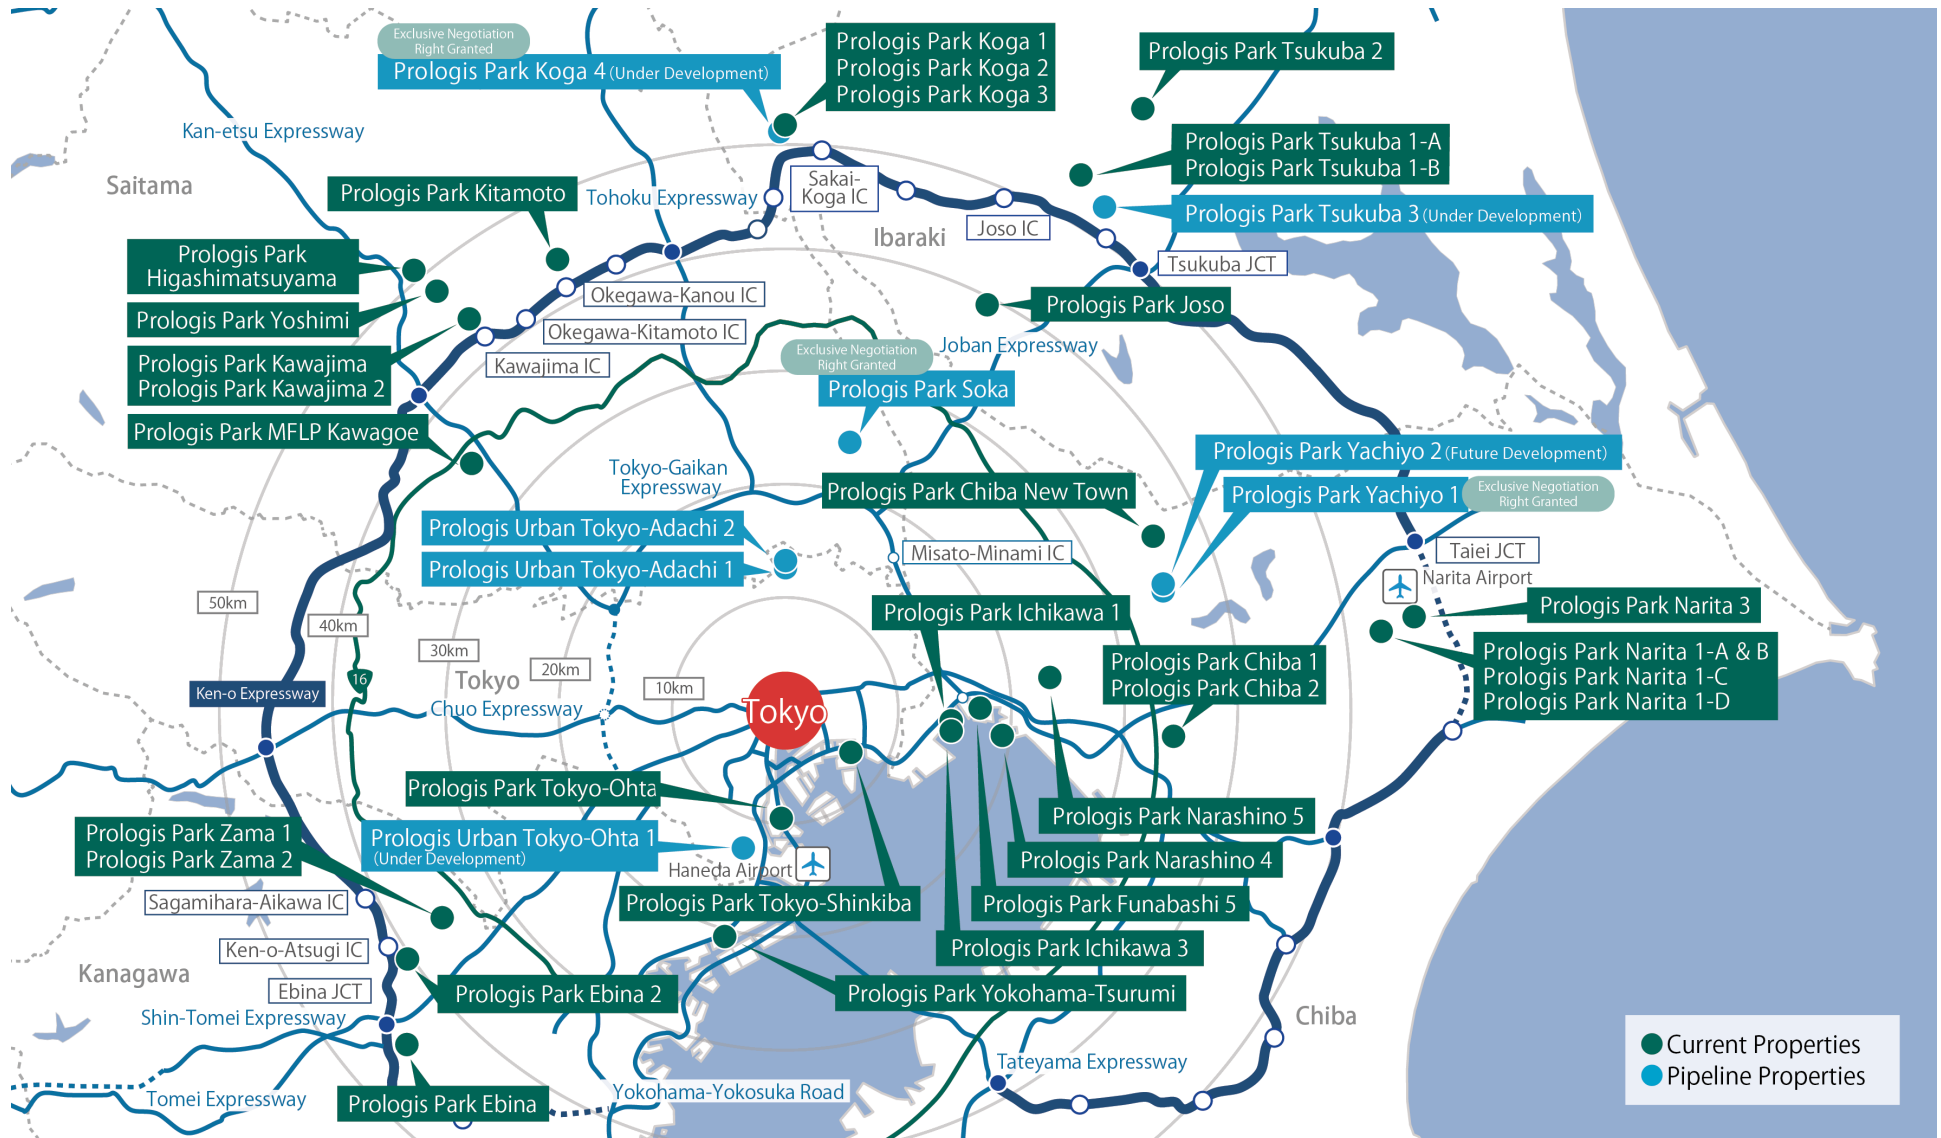 Exclusive Negotiation
Right Granted
Prologis Park Koga 4 (Under Development)
Prologis Park Koga 1
Prologis Park Koga 2
Prologis Park Koga 3
Prologis Park Tsukuba 2
Kan-etsu Expressway
Prologis Park Tsukuba 1-A
Prologis Park Tsukuba 1-B
Saitama
Prologis Park Kitamoto
Tohoku Expressway
Sakai-
Koga IC
Prologis Park Tsukuba 3 (Under Development)
Ibaraki
Joso IC
Prologis Park
Higashimatsuyama
Tsukuba JCT
Okegawa-Kanou IC
Prologis Park Joso
Prologis Park Yoshimi
Okegawa-Kitamoto IC
Exclusive Negotiation
Right Granted
Joban Expressway
Prologis Park Kawajima
Prologis Park Kawajima 2
Kawajima IC
Prologis Park Soka
Prologis Park MFLP Kawagoe
Prologis Park Yachiyo 2 (Future Development)
Tokyo-Gaikan
Expressway
Prologis Park Chiba New Town
Prologis Park Yachiyo 1
Exclusive Negotiation
Right Granted
Prologis Urban Tokyo-Adachi 2
Misato-Minami IC
Taiei JCT
Prologis Urban Tokyo-Adachi 1
Narita Airport
50km
Prologis Park Ichikawa 1
Prologis Park Narita 3
40km
30km
20km
10km
Prologis Park Narita 1-A & B
Prologis Park Narita 1-C
Prologis Park Narita 1-D
Prologis Park Chiba 1
Prologis Park Chiba 2
16
Tokyo
Ken-o Expressway
Chuo Expressway
Tokyo
Prologis Park Tokyo-Ohta
Prologis Park Narashino 5
Prologis Park Zama 1
Prologis Park Zama 2
Prologis Urban Tokyo-Ohta 1
(Under Development)
Prologis Park Narashino 4
Haneda Airport
Sagamihara-Aikawa IC
Prologis Park Tokyo-Shinkiba
Prologis Park Funabashi 5
Ken-o-Atsugi IC
Prologis Park Ichikawa 3
Kanagawa
Ebina JCT
Prologis Park Ebina 2
Prologis Park Yokohama-Tsurumi
Shin-Tomei Expressway
Chiba
Current Properties
Tateyama Expressway
Pipeline Properties
Yokohama-Yokosuka Road
Tomei Expressway
Prologis Park Ebina